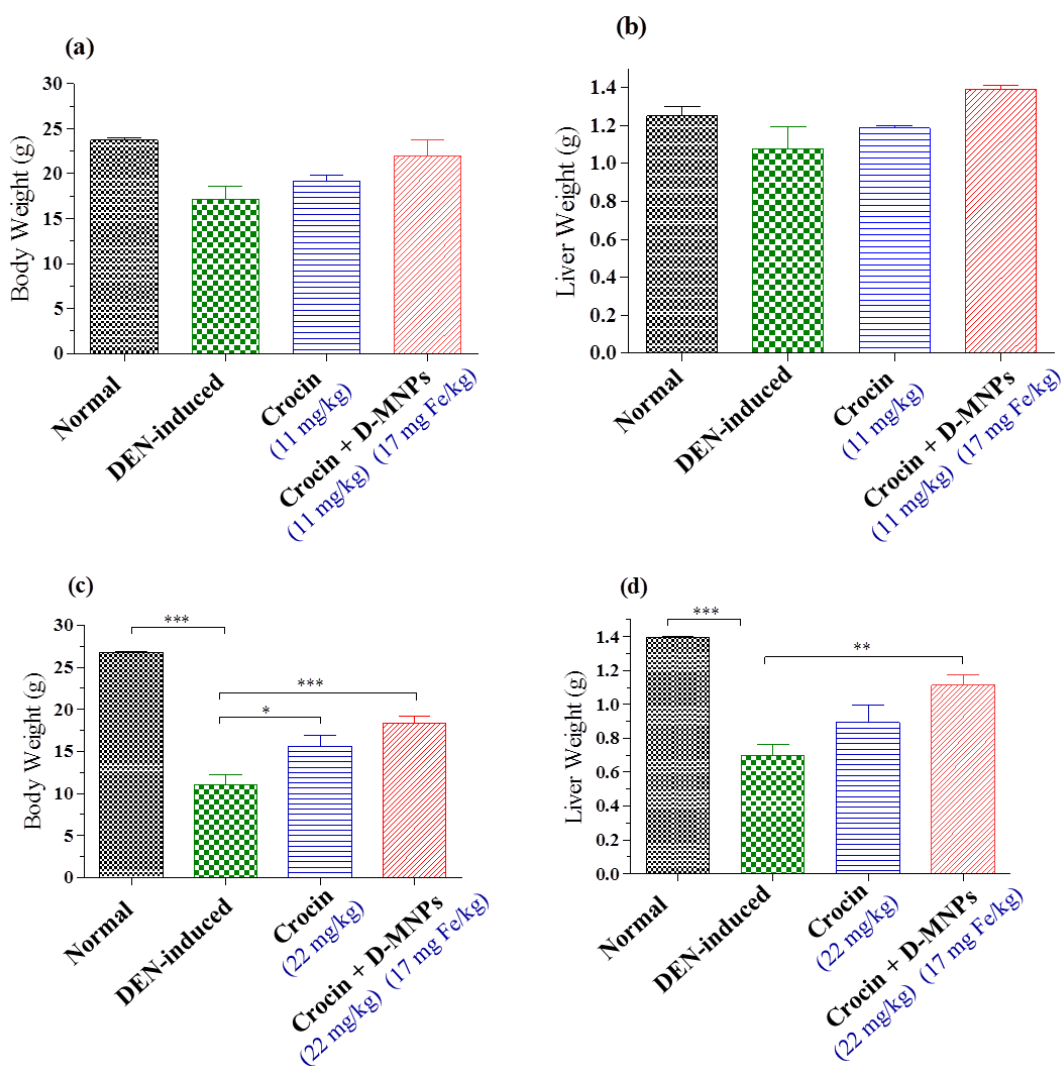 (a)
Body Weight (g)
30
25
20
15
10
5
0
Normal
DEN-induced
Crocin
(11 mg/kg)
Crocin + D-MNPs
(11 mg/kg) (17 mg Fe/kg)
(b)
Liver Weight (g)
1.4
1.2
1.0
0.8
0.6
0.4
0.2
0.0
Normal
DEN-induced
Crocin
(11 mg/kg)
Crocin + D-MNPs
(11 mg/kg) (17 mg Fe/kg)
(c)
Body Weight (g)
30
25
20
15
10
5
0
***
***
*
Normal
DEN-induced
Crocin
(22 mg/kg)
Crocin + D-MNPs
(22 mg/kg) (17 mg Fe/kg)
(d)
Liver Weight (g)
1.4
1.2
1.0
0.8
0.6
0.4
0.2
0.0
***
**
Normal
DEN-induced
Crocin
(22 mg/kg)
Crocin + D-MNPs
(22 mg/kg) (17 mg Fe/kg)